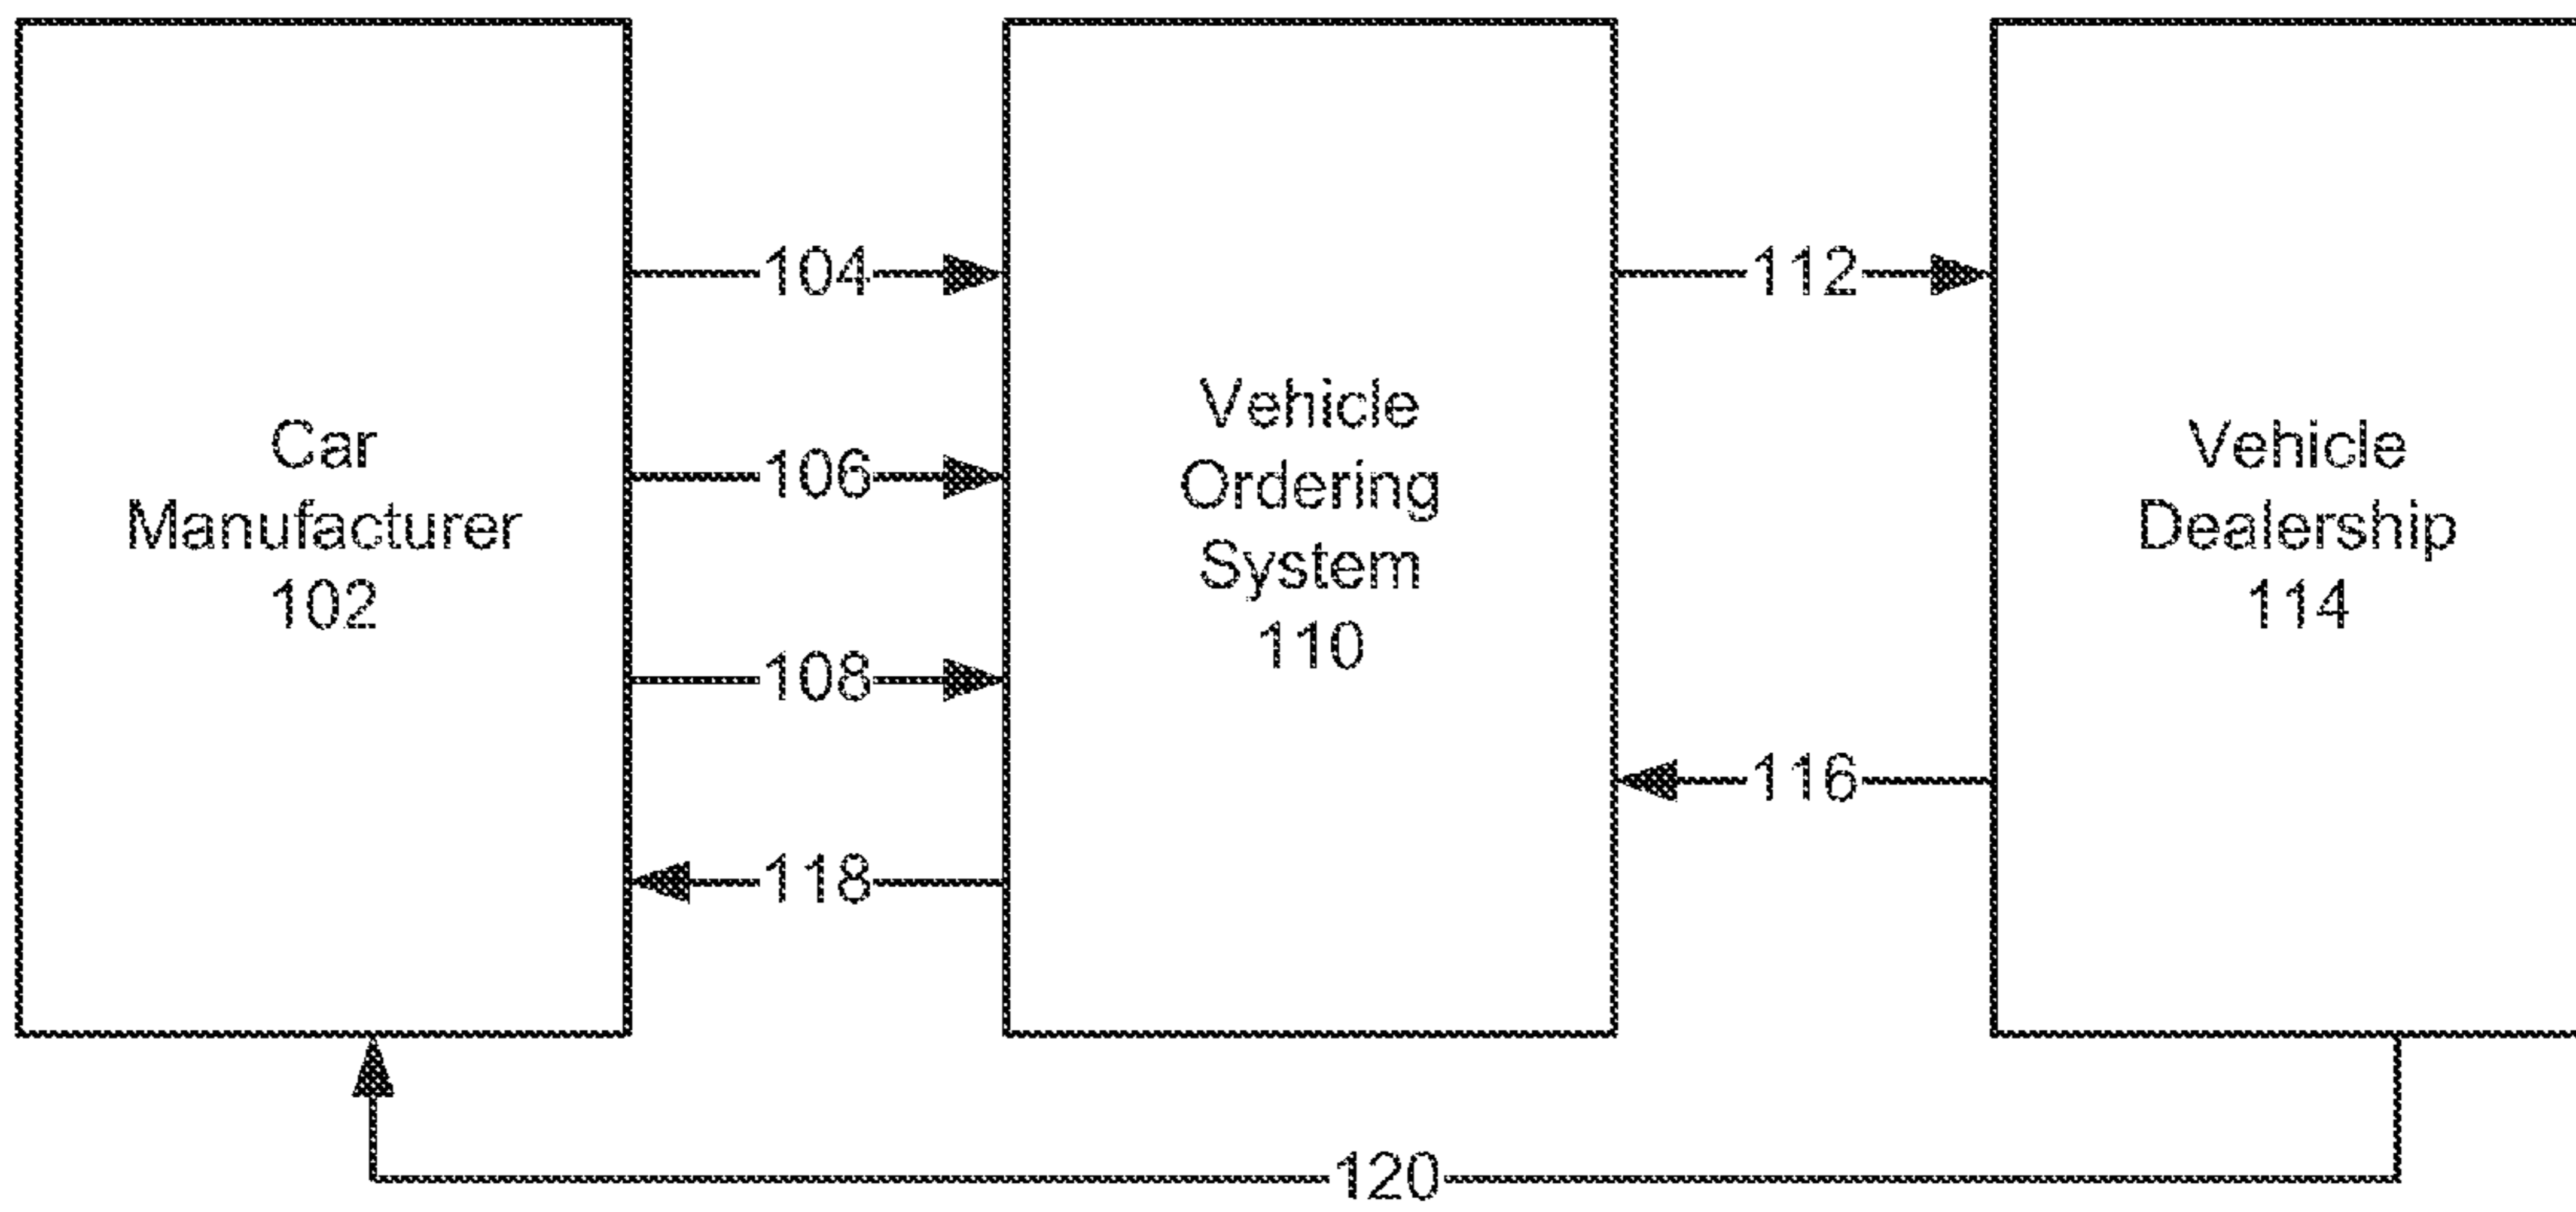 Car
Manufacturer
102
104
106
108
118
Vehicle
Ordering
System
110
112
116
Vehicle
Dealership
114
120